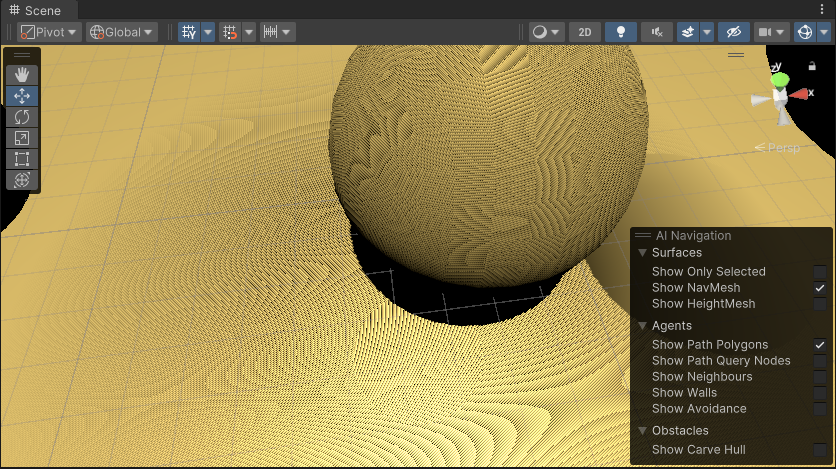 Scene
Pivot
Global
2D
y
z
x
Persp
AI Navigation
Surfaces
Show Only Selected
Show NavMesh
Show HeightMesh
Agents
Show Path Polygons
Show Path Query Nodes
Show Neighbours
Show Walls
Show Avoidance
Obstacles
Show Carve Hull